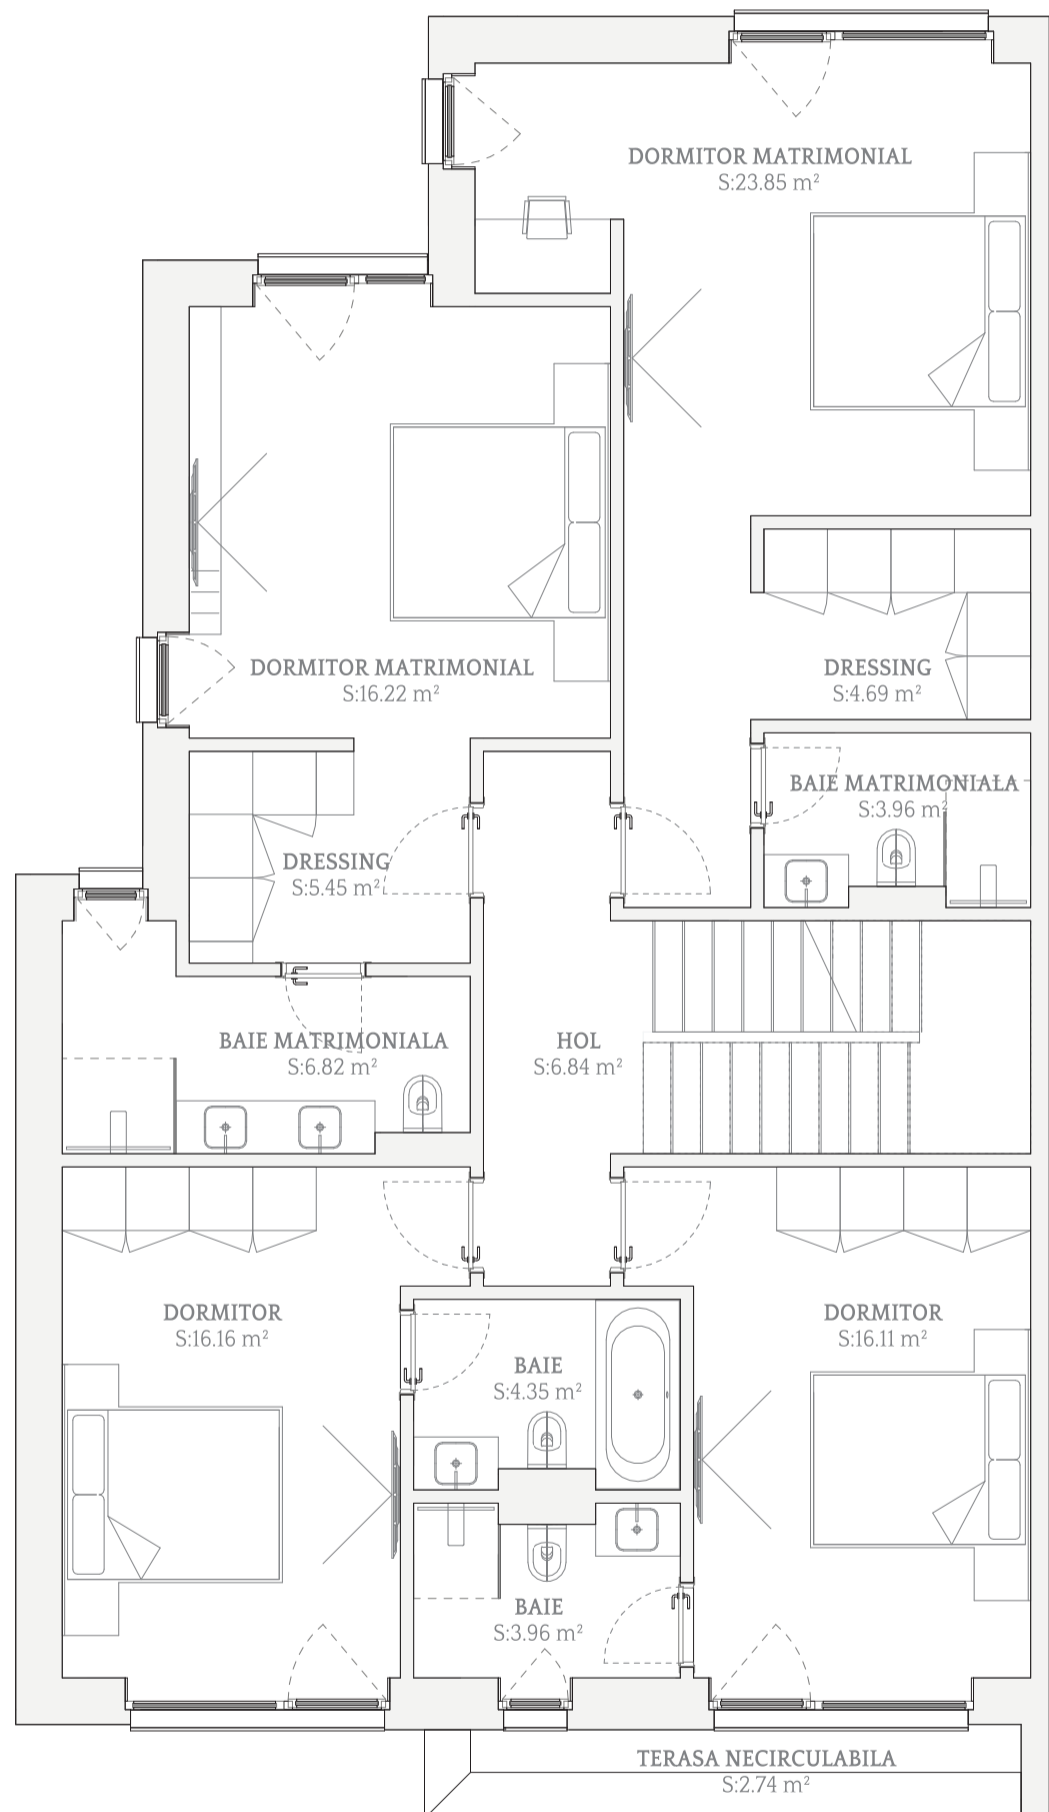 DORMITOR MATRIMONIAL
S:23.85 m²
DORMITOR MATRIMONIAL
S:16.22 m²
DRESSING
S:4.69 m²
BAIE MATRIMONIALA
S:3.96 m²
DRESSING
S:5.45 m²
BAIE MATRIMONIALA
S:6.82 m²
HOL
S:6.84 m²
DORMITOR
S:16.16 m²
DORMITOR
S:16.11 m²
BAIE
S:4.35 m²
BAIE
S:3.96 m²
TERASA NECIRCULABILA
S:2.74 m²